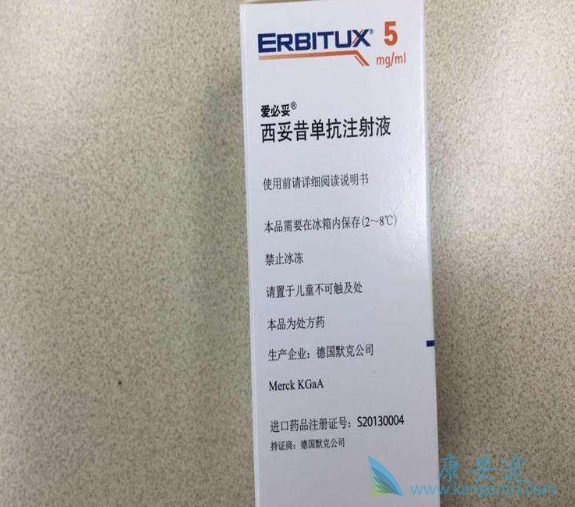 ERBITUX® 5
mg/ml
爱必妥®
西妥昔单抗注射液
使用前请详细阅读说明书
本品需要在冰箱内保存(2～8℃)
禁止冰冻
请置于儿童不可触及处
本品为处方药
生产企业：德国默克公司
Merck KGaA
进口药品注册证号：S20130004
持证商：德国默克公司
康安途
www.kangantu.com